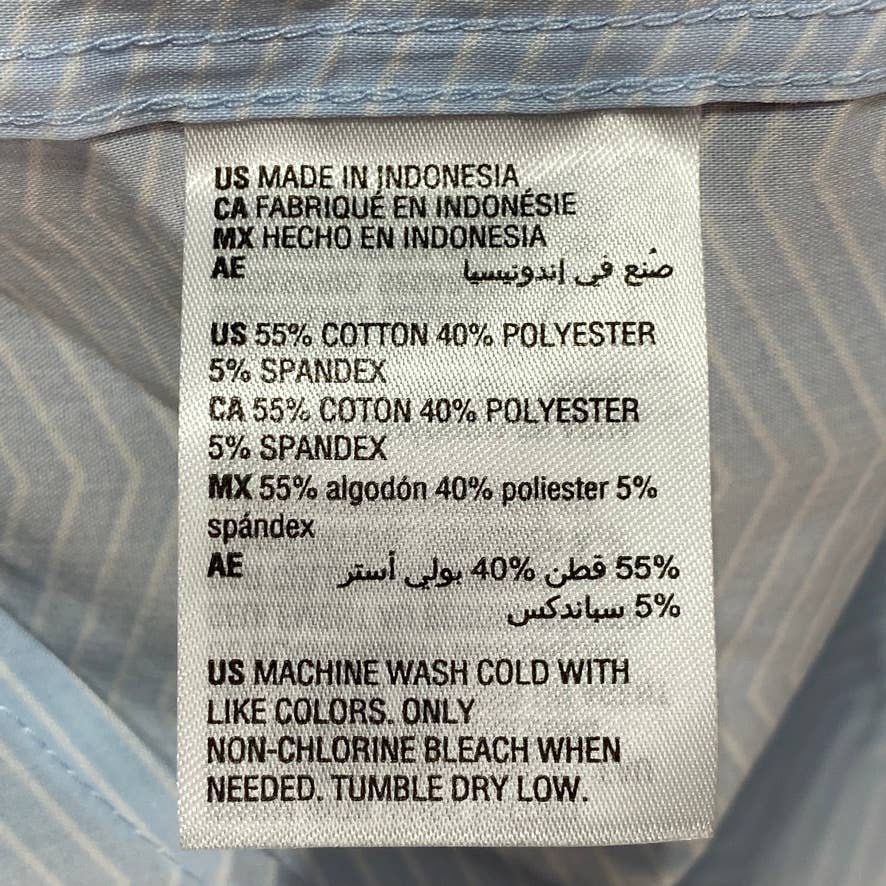 US MADE IN INDONESIA
CA FABRIQUÉ EN INDONÉSIE
MX HECHO EN INDONESIA
AE صُنع في إندونيسيا
US 55% COTTON 40% POLYESTER
5% SPANDEX
CA 55% COTON 40% POLYESTER
5% SPANDEX
MX 55% algodón 40% poliester 5%
spándex
AE 55% قطن 40% بولي أستر
5% سباندكس
US MACHINE WASH COLD WITH
LIKE COLORS. ONLY
NON-CHLORINE BLEACH WHEN
NEEDED. TUMBLE DRY LOW.